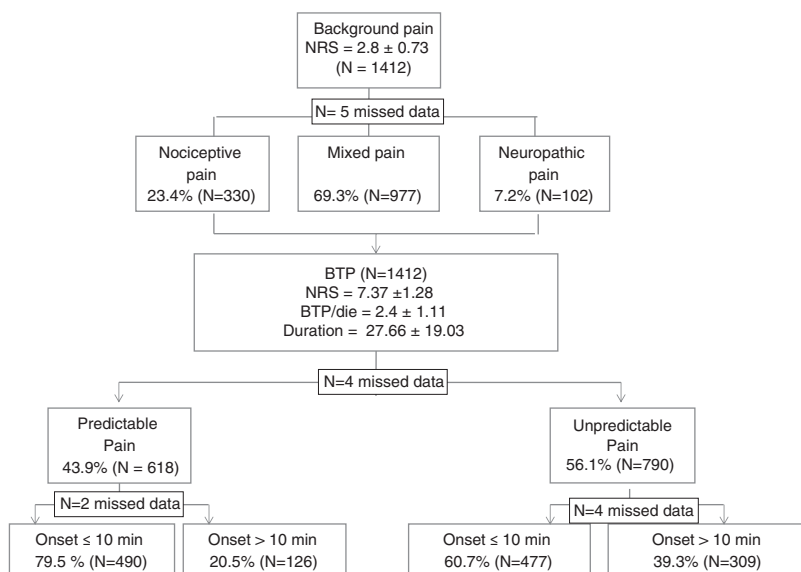 Background pain
NRS = 2.8 ± 0.73
(N = 1412)
N= 5 missed data
Nociceptive
pain
23.4% (N=330)
Mixed pain
69.3% (N=977)
Neuropathic
pain
7.2% (N=102)
BTP (N=1412)
NRS = 7.37 ±1.28
BTP/die = 2.4 ± 1.11
Duration = 27.66 ± 19.03
N=4 missed data
Predictable
Pain
43.9% (N = 618)
Unpredictable
Pain
56.1% (N=790)
N=2 missed data
N=4 missed data
Onset ≤ 10 min
79.5 % (N=490)
Onset > 10 min
20.5% (N=126)
Onset ≤ 10 min
60.7% (N=477)
Onset > 10 min
39.3% (N=309)